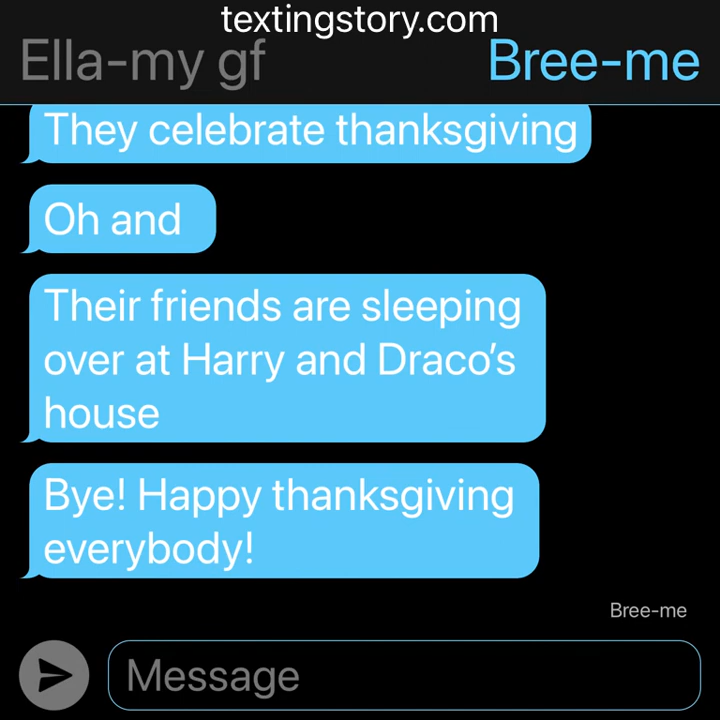 textingstory.com
Ella-my gf
Bree-me
They celebrate thanksgiving
Oh and
Their friends are sleeping
over at Harry and Draco’s
house
Bye! Happy thanksgiving
everybody!
Bree-me
Message